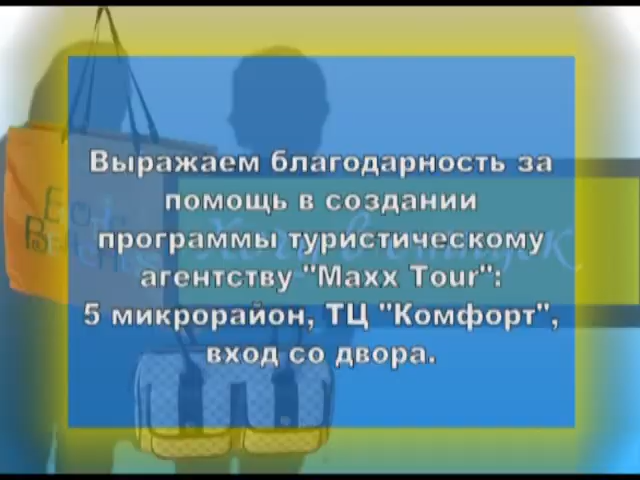 Выражаем благодарность за
помощь в создании
программы туристическому
агентству "Maxx Tour":
5 микрорайон, ТЦ "Комфорт",
вход со двора.